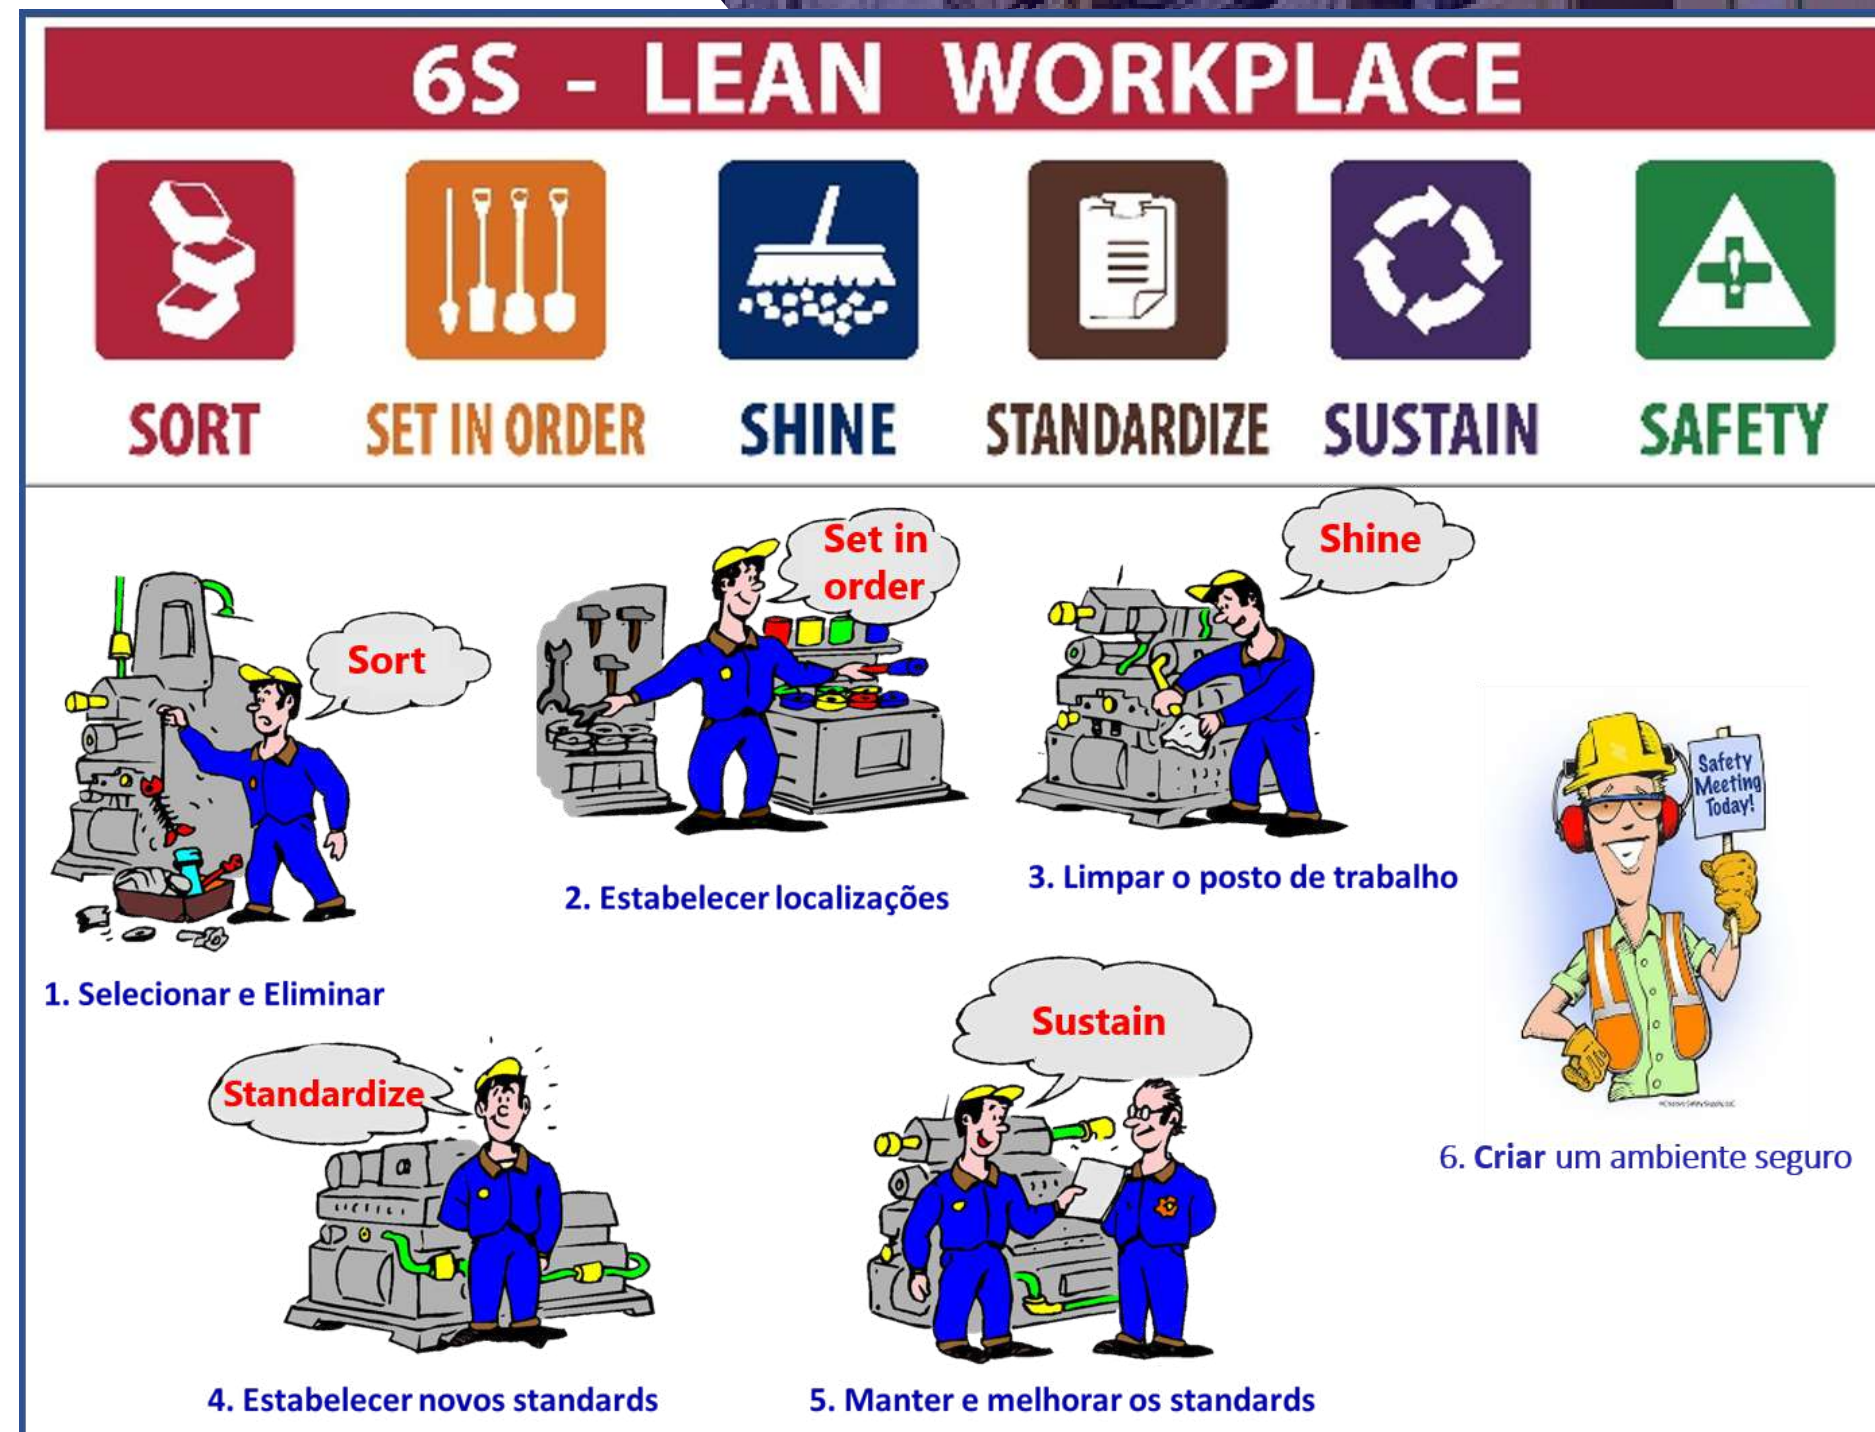 6S - LEAN WORKPLACE
SORT
SET IN ORDER
SHINE
STANDARDIZE
SUSTAIN
SAFETY
Sort
1. Selecionar e Eliminar
Set in
order
2. Estabelecer localizações
Shine
3. Limpar o posto de trabalho
Standardize
4. Estabelecer novos standards
Sustain
5. Manter e melhorar os standards
Safety
Meeting
Today!
6. Criar um ambiente seguro